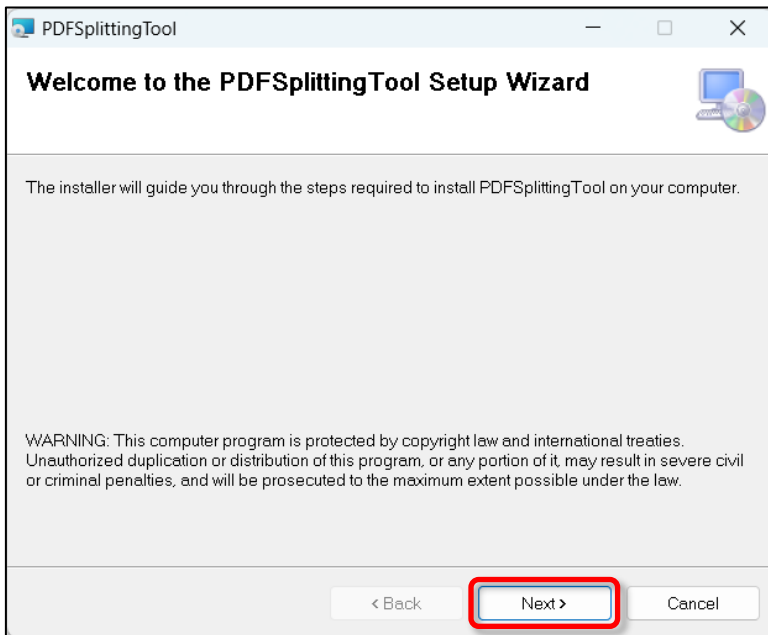 PDFSplittingTool
Welcome to the PDFSplittingTool Setup Wizard
The installer will guide you through the steps required to install PDFSplittingTool on your computer.
WARNING: This computer program is protected by copyright law and international treaties.
Unauthorized duplication or distribution of this program, or any portion of it, may result in severe civil
or criminal penalties, and will be prosecuted to the maximum extent possible under the law.
< Back Next > Cancel